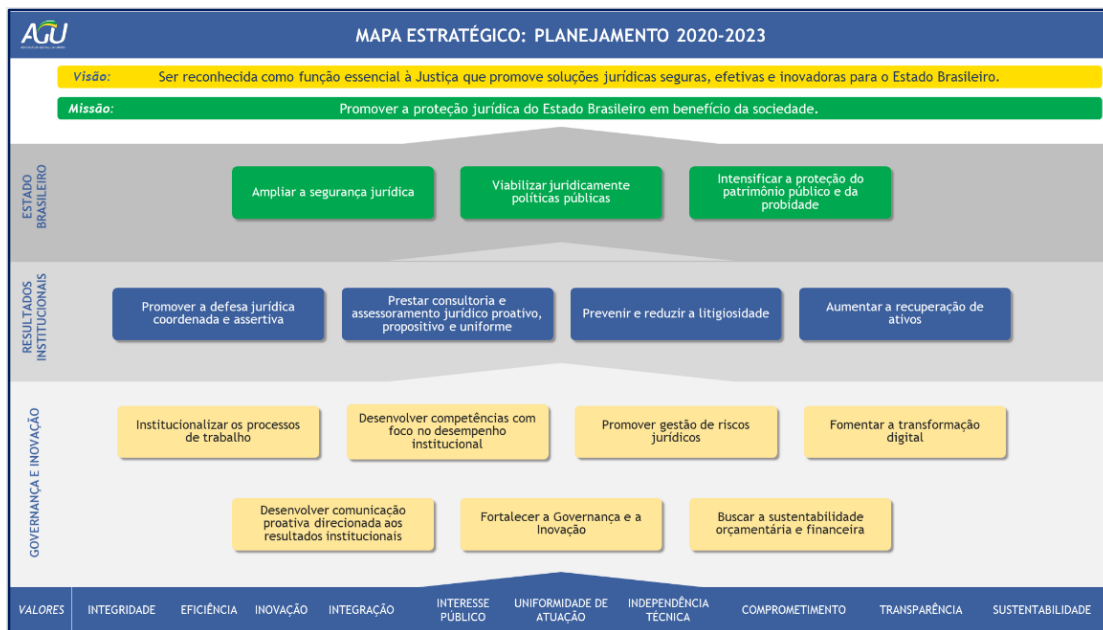 AGU
MAPA ESTRATÉGICO: PLANEJAMENTO 2020-2023
Visão: Ser reconhecida como função essencial à Justiça que promove soluções jurídicas seguras, efetivas e inovadoras para o Estado Brasileiro.
Missão: Promover a proteção jurídica do Estado Brasileiro em benefício da sociedade.
ESTADO
BRASILEIRO
Ampliar a segurança jurídica
Viabilizar juridicamente
políticas públicas
Intensificar a proteção do
patrimônio público e da
probidade
RESULTADOS
INSTITUCIONAIS
Promover a defesa jurídica
coordenada e assertiva
Prestar consultoria e
assessoramento jurídico proativo,
propositivo e uniforme
Prevenir e reduzir a litigiosidade
Aumentar a recuperação de
ativos
GOVERNANÇA E INOVAÇÃO
Institucionalizar os processos
de trabalho
Desenvolver competências com
foco no desempenho
institucional
Promover gestão de riscos
jurídicos
Fomentar a transformação
digital
Desenvolver comunicação
proativa direcionada aos
resultados institucionais
Fortalecer a Governança e a
Inovação
Buscar a sustentabilidade
orçamentária e financeira
VALORES
INTEGRIDADE
EFICIÊNCIA
INOVAÇÃO
INTEGRAÇÃO
INTERESSE
PÚBLICO
UNIFORMIDADE DE
ATUAÇÃO
INDEPENDÊNCIA
TÉCNICA
COMPROMETIMENTO
TRANSPARÊNCIA
SUSTENTABILIDADE